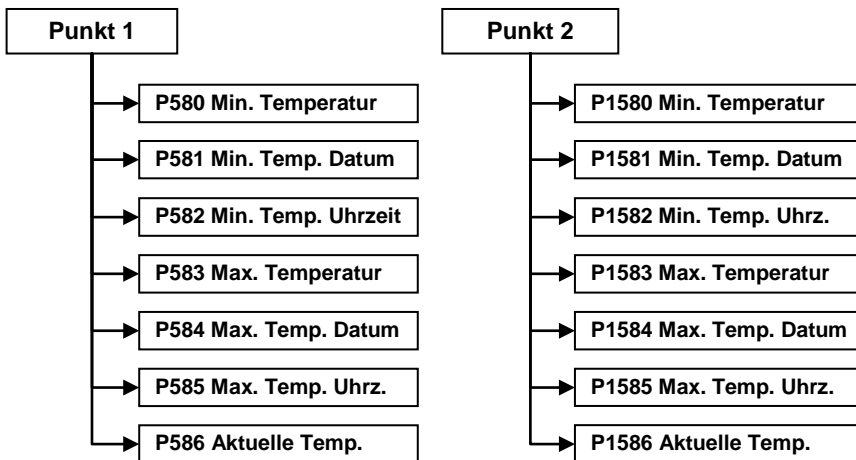 Punkt 1
P580 Min. Temperatur
P581 Min. Temp. Datum
P582 Min. Temp. Uhrzeit
P583 Max. Temperatur
P584 Max. Temp. Datum
P585 Max. Temp. Uhrz.
P586 Aktuelle Temp.
Punkt 2
P1580 Min. Temperatur
P1581 Min. Temp. Datum
P1582 Min. Temp. Uhrz.
P1583 Max. Temperatur
P1584 Max. Temp. Datum
P1585 Max. Temp. Uhrz.
P1586 Aktuelle Temp.